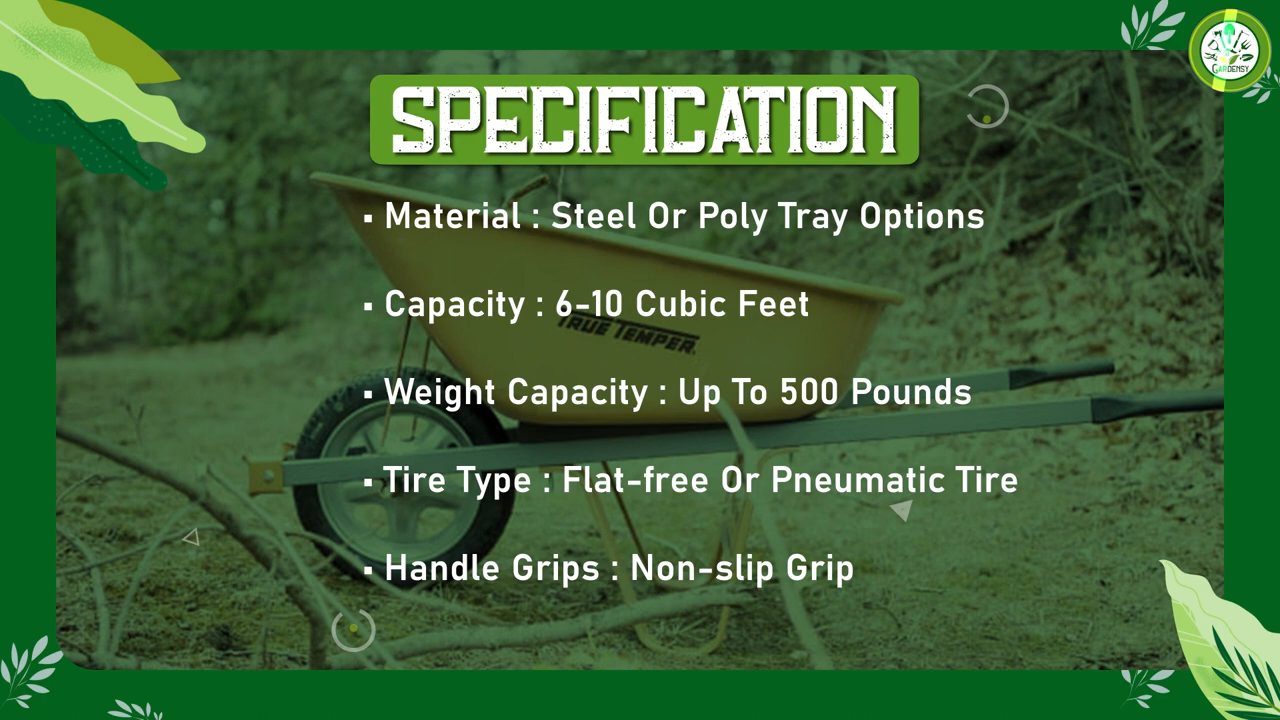 SPECIFICATION
GARDENSY
▪ Material : Steel Or Poly Tray Options
▪ Capacity : 6-10 Cubic Feet
TRUE TEMPER.
▪ Weight Capacity : Up To 500 Pounds
▪ Tire Type : Flat-free Or Pneumatic Tire
▪ Handle Grips : Non-slip Grip